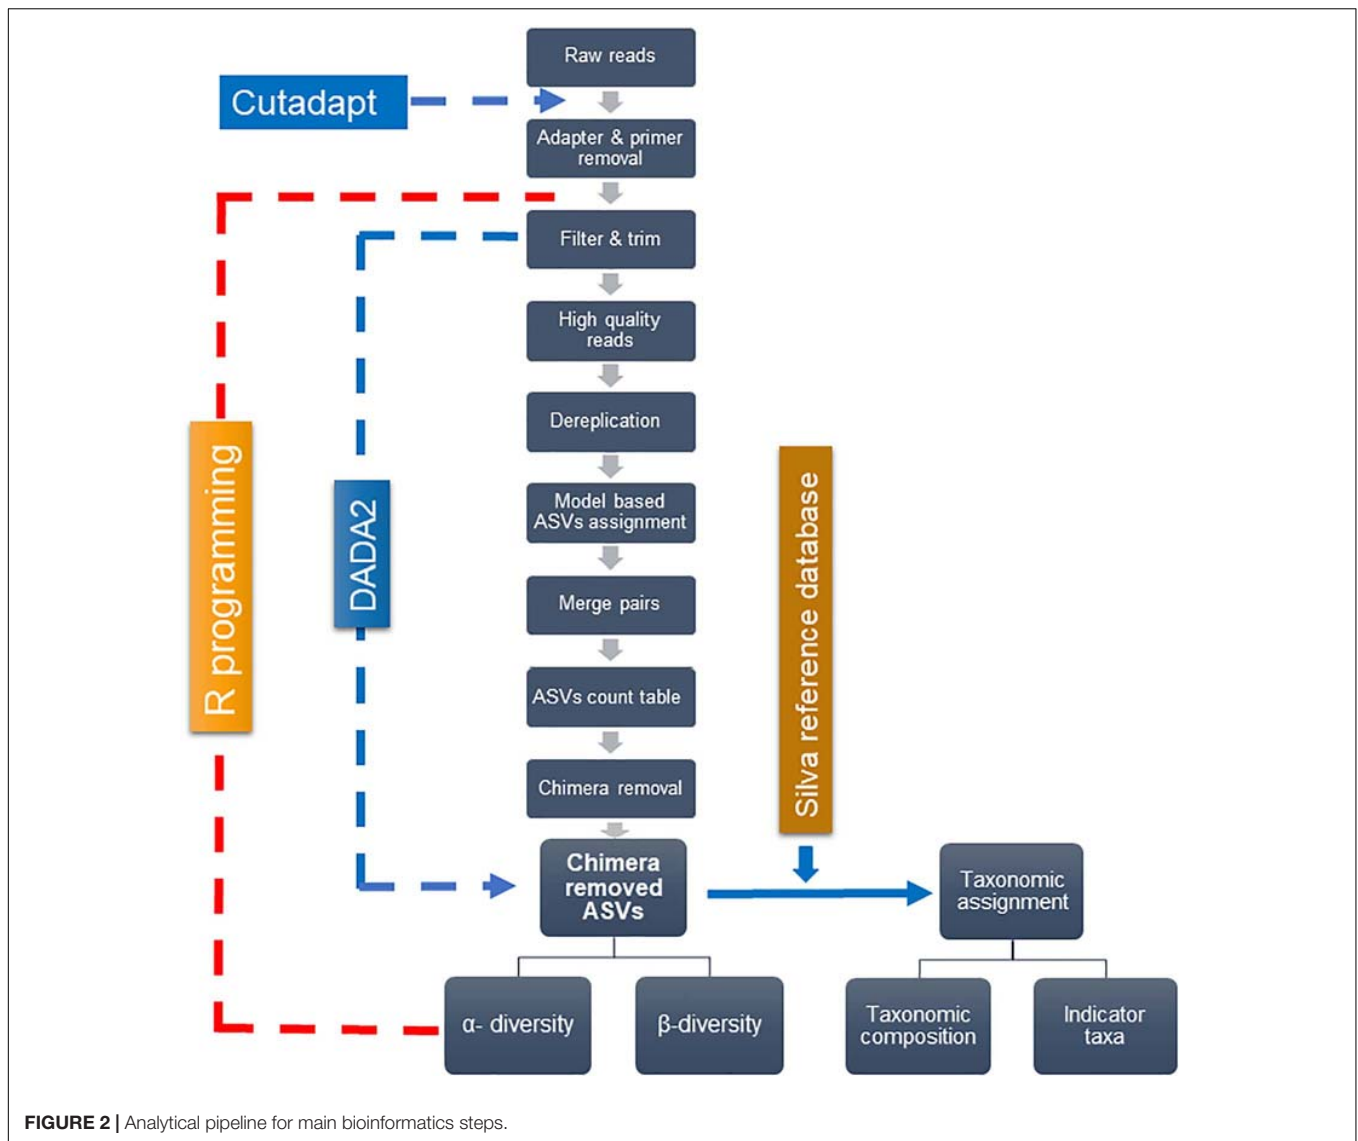 Raw reads
Cutadapt
Adapter & primer
removal
Filter & trim
High quality
reads
Dereplication
Model based
ASVs assignment
Merge pairs
ASVs count table
Chimera removal
R programming
DADA2
Silva reference database
Chimera
removed
ASVs
Taxonomic
assignment
α- diversity
β-diversity
Taxonomic
composition
Indicator
taxa
FIGURE 2 | Analytical pipeline for main bioinformatics steps.